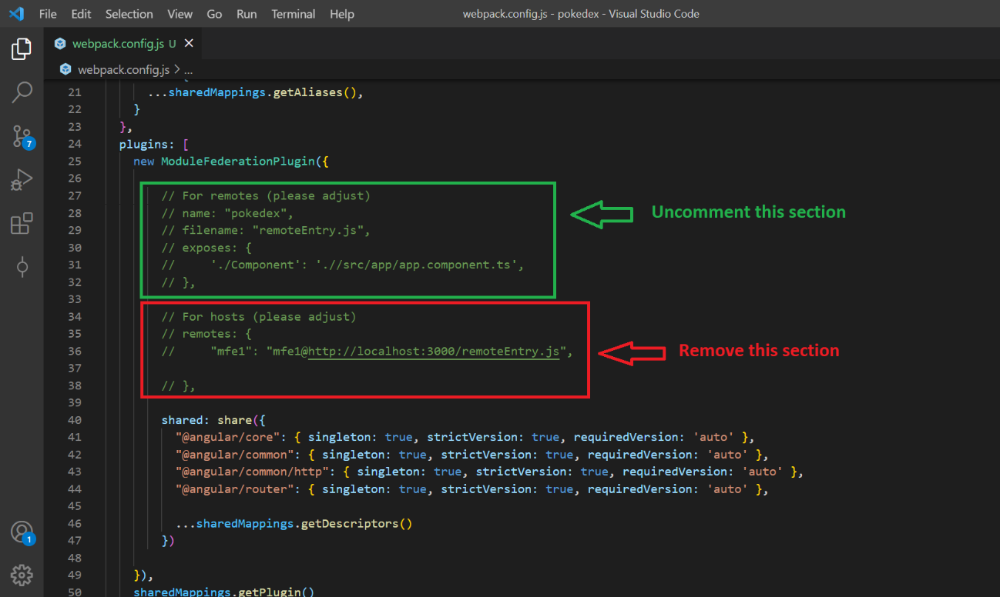 File Edit Selection View Go Run Terminal Help webpack.config.js - pokedex - Visual Studio Code
webpack.config.js U
webpack.config.js > ...
21 ...sharedMappings.getAliases(),
22 }
23 },
24 plugins: [
25 new ModuleFederationPlugin({
26
27 // For remotes (please adjust)
28 // name: "pokedex",
29 // filename: "remoteEntry.js",
30 // exposes: {
31 //     './Component': './/src/app/app.component.ts',
32 // },
Uncomment this section
33
34 // For hosts (please adjust)
35 // remotes: {
36 //     "mfe1": "mfe1@http://localhost:3000/remoteEntry.js",
Remove this section
37
38 // },
39
40 shared: share({
41 "@angular/core": { singleton: true, strictVersion: true, requiredVersion: 'auto' },
42 "@angular/common": { singleton: true, strictVersion: true, requiredVersion: 'auto' },
43 "@angular/common/http": { singleton: true, strictVersion: true, requiredVersion: 'auto' },
44 "@angular/router": { singleton: true, strictVersion: true, requiredVersion: 'auto' },
45
46 ...sharedMappings.getDescriptors()
47 })
48
49 }),
50 sharedMappings.getPlugin()
7
1